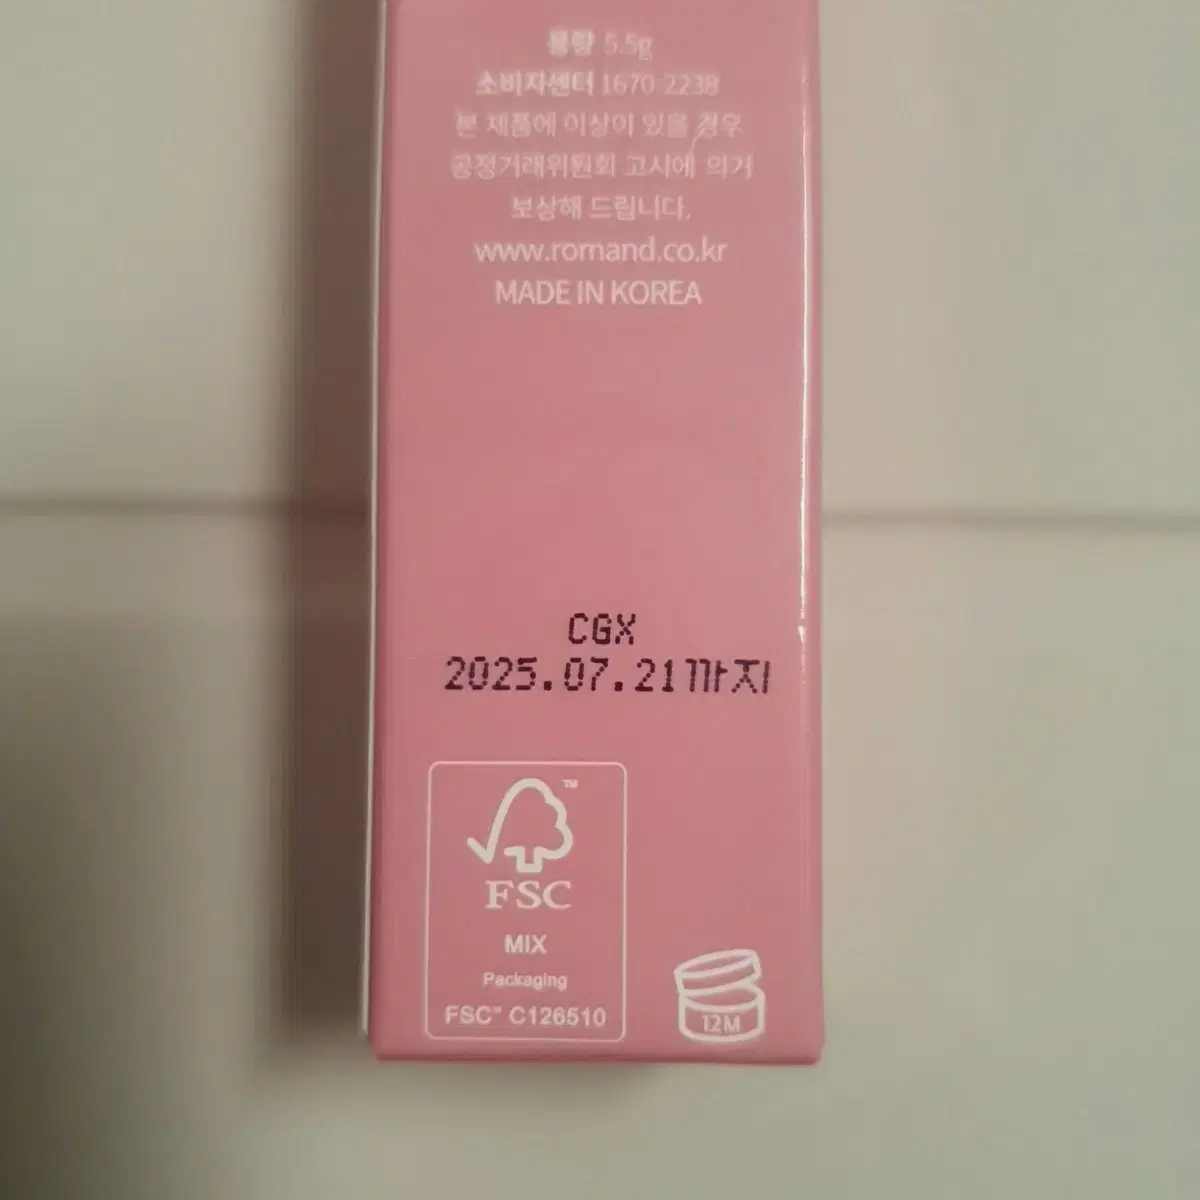 용량 5.5g
소비자센터 1670-2238
본 제품에 이상이 있을 경우
공정거래위원회 고시에 의거
보상해 드립니다.
www.romand.co.kr
MADE IN KOREA
CGX
2025.07.21까지
™
FSC
MIX
Packaging
FSC™ C126510
12M